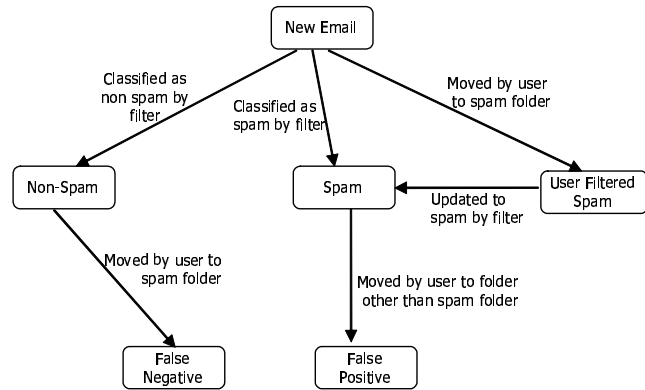 New Email
Classified as
non spam by
filter
Classified as
spam by filter
Moved by user
to spam folder
Non-Spam
Spam
User Filtered
Spam
Updated to
spam by filter
Moved by user to
spam folder
Moved by user to folder
other than spam folder
False
Negative
False
Positive